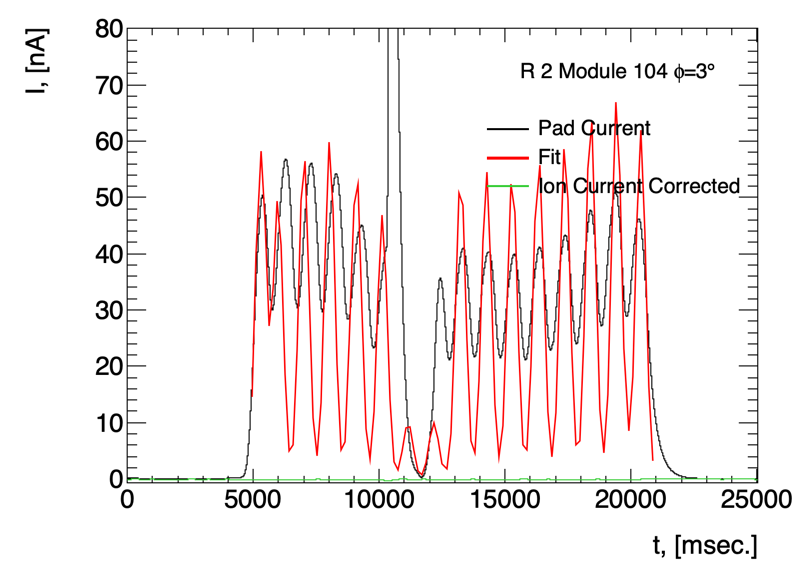 I, [nA]
80
70
60
50
40
30
20
10
0
R 2 Module 104 ϕ=3°
Pad Current
Fit
Ion Current Corrected
0 5000 10000 15000 20000 25000
t, [msec.]